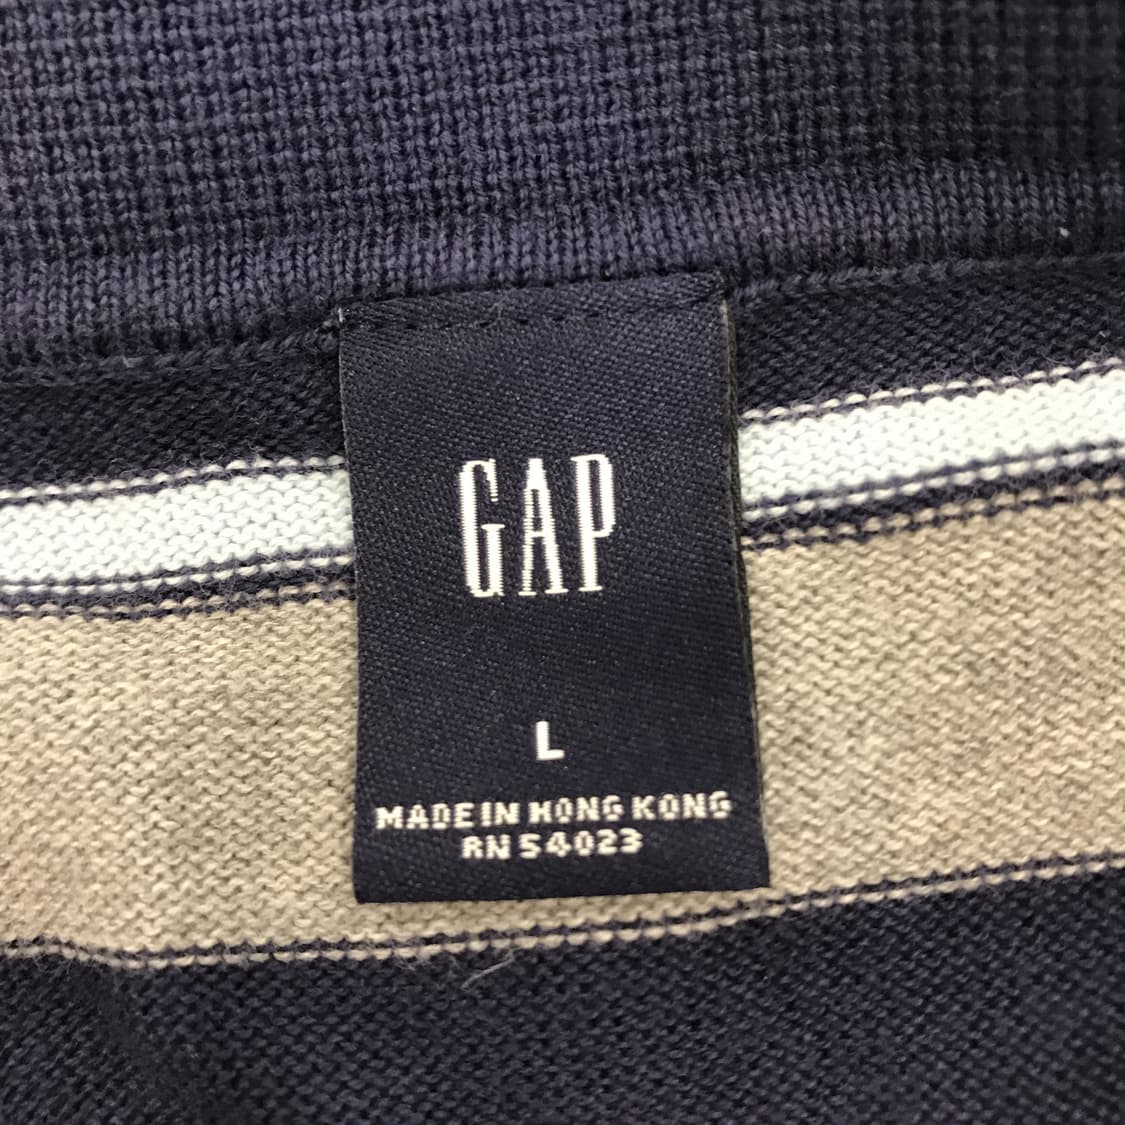 GAP
L
MADE IN HONG KONG
RN 54023